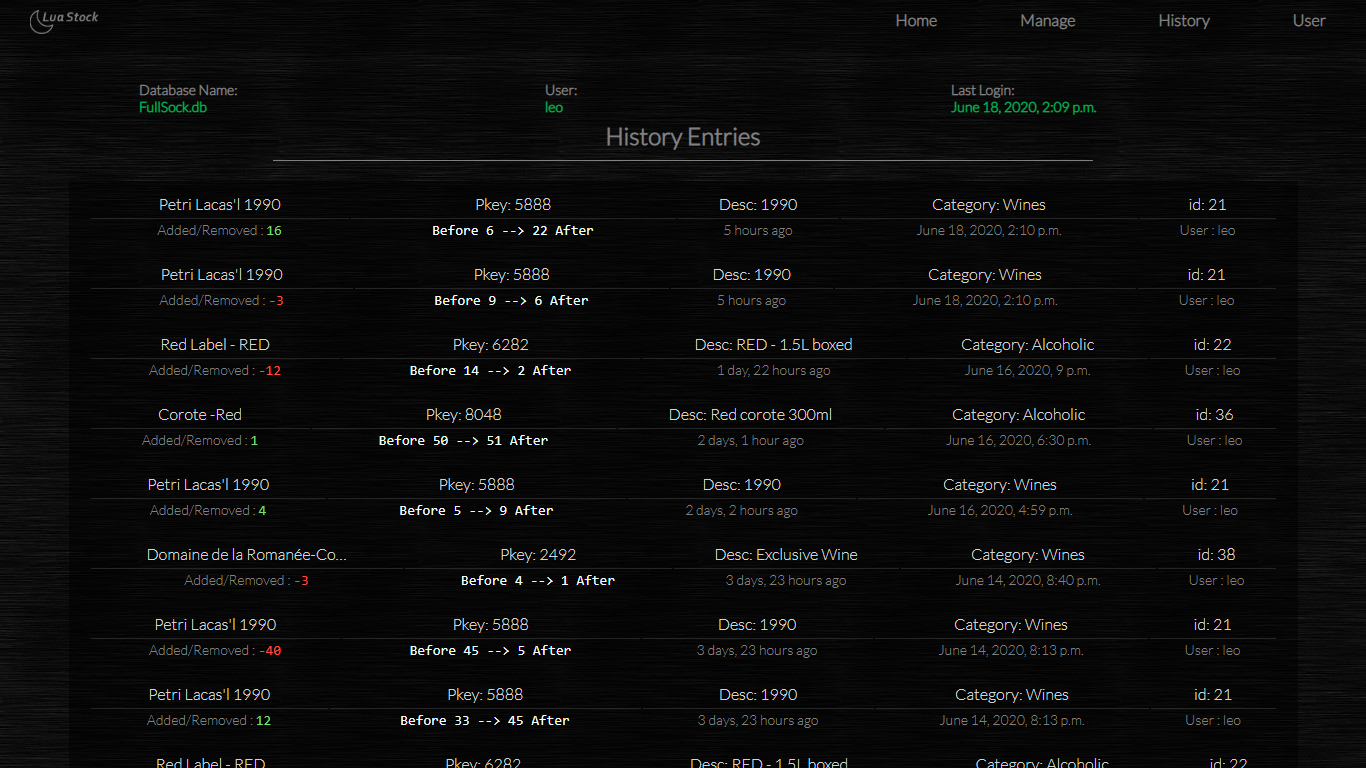 Lua Stock Home Manage History User
Database Name: User: Last Login:
FullSock.db leo June 18, 2020, 2:09 p.m.
History Entries
Petri Lacas'l 1990 Pkey: 5888 Desc: 1990 Category: Wines id: 21
Added/Removed : 16 Before 6 --> 22 After 5 hours ago June 18, 2020, 2:10 p.m. User : leo
Petri Lacas'l 1990 Pkey: 5888 Desc: 1990 Category: Wines id: 21
Added/Removed : -3 Before 9 --> 6 After 5 hours ago June 18, 2020, 2:10 p.m. User : leo
Red Label - RED Pkey: 6282 Desc: RED - 1.5L boxed Category: Alcoholic id: 22
Added/Removed : -12 Before 14 --> 2 After 1 day, 22 hours ago June 16, 2020, 9 p.m. User : leo
Corote -Red Pkey: 8048 Desc: Red corote 300ml Category: Alcoholic id: 36
Added/Removed : 1 Before 50 --> 51 After 2 days, 1 hour ago June 16, 2020, 6:30 p.m. User : leo
Petri Lacas'l 1990 Pkey: 5888 Desc: 1990 Category: Wines id: 21
Added/Removed : 4 Before 5 --> 9 After 2 days, 2 hours ago June 16, 2020, 4:59 p.m. User : leo
Domaine de la Romanée-Co... Pkey: 2492 Desc: Exclusive Wine Category: Wines id: 38
Added/Removed : -3 Before 4 --> 1 After 3 days, 23 hours ago June 14, 2020, 8:40 p.m. User : leo
Petri Lacas'l 1990 Pkey: 5888 Desc: 1990 Category: Wines id: 21
Added/Removed : -40 Before 45 --> 5 After 3 days, 23 hours ago June 14, 2020, 8:13 p.m. User : leo
Petri Lacas'l 1990 Pkey: 5888 Desc: 1990 Category: Wines id: 21
Added/Removed : 12 Before 33 --> 45 After 3 days, 23 hours ago June 14, 2020, 8:13 p.m. User : leo
Red Label - RED Pkey: 6282 Desc: RED - 1.5L boxed Category: Alcoholic id: 22